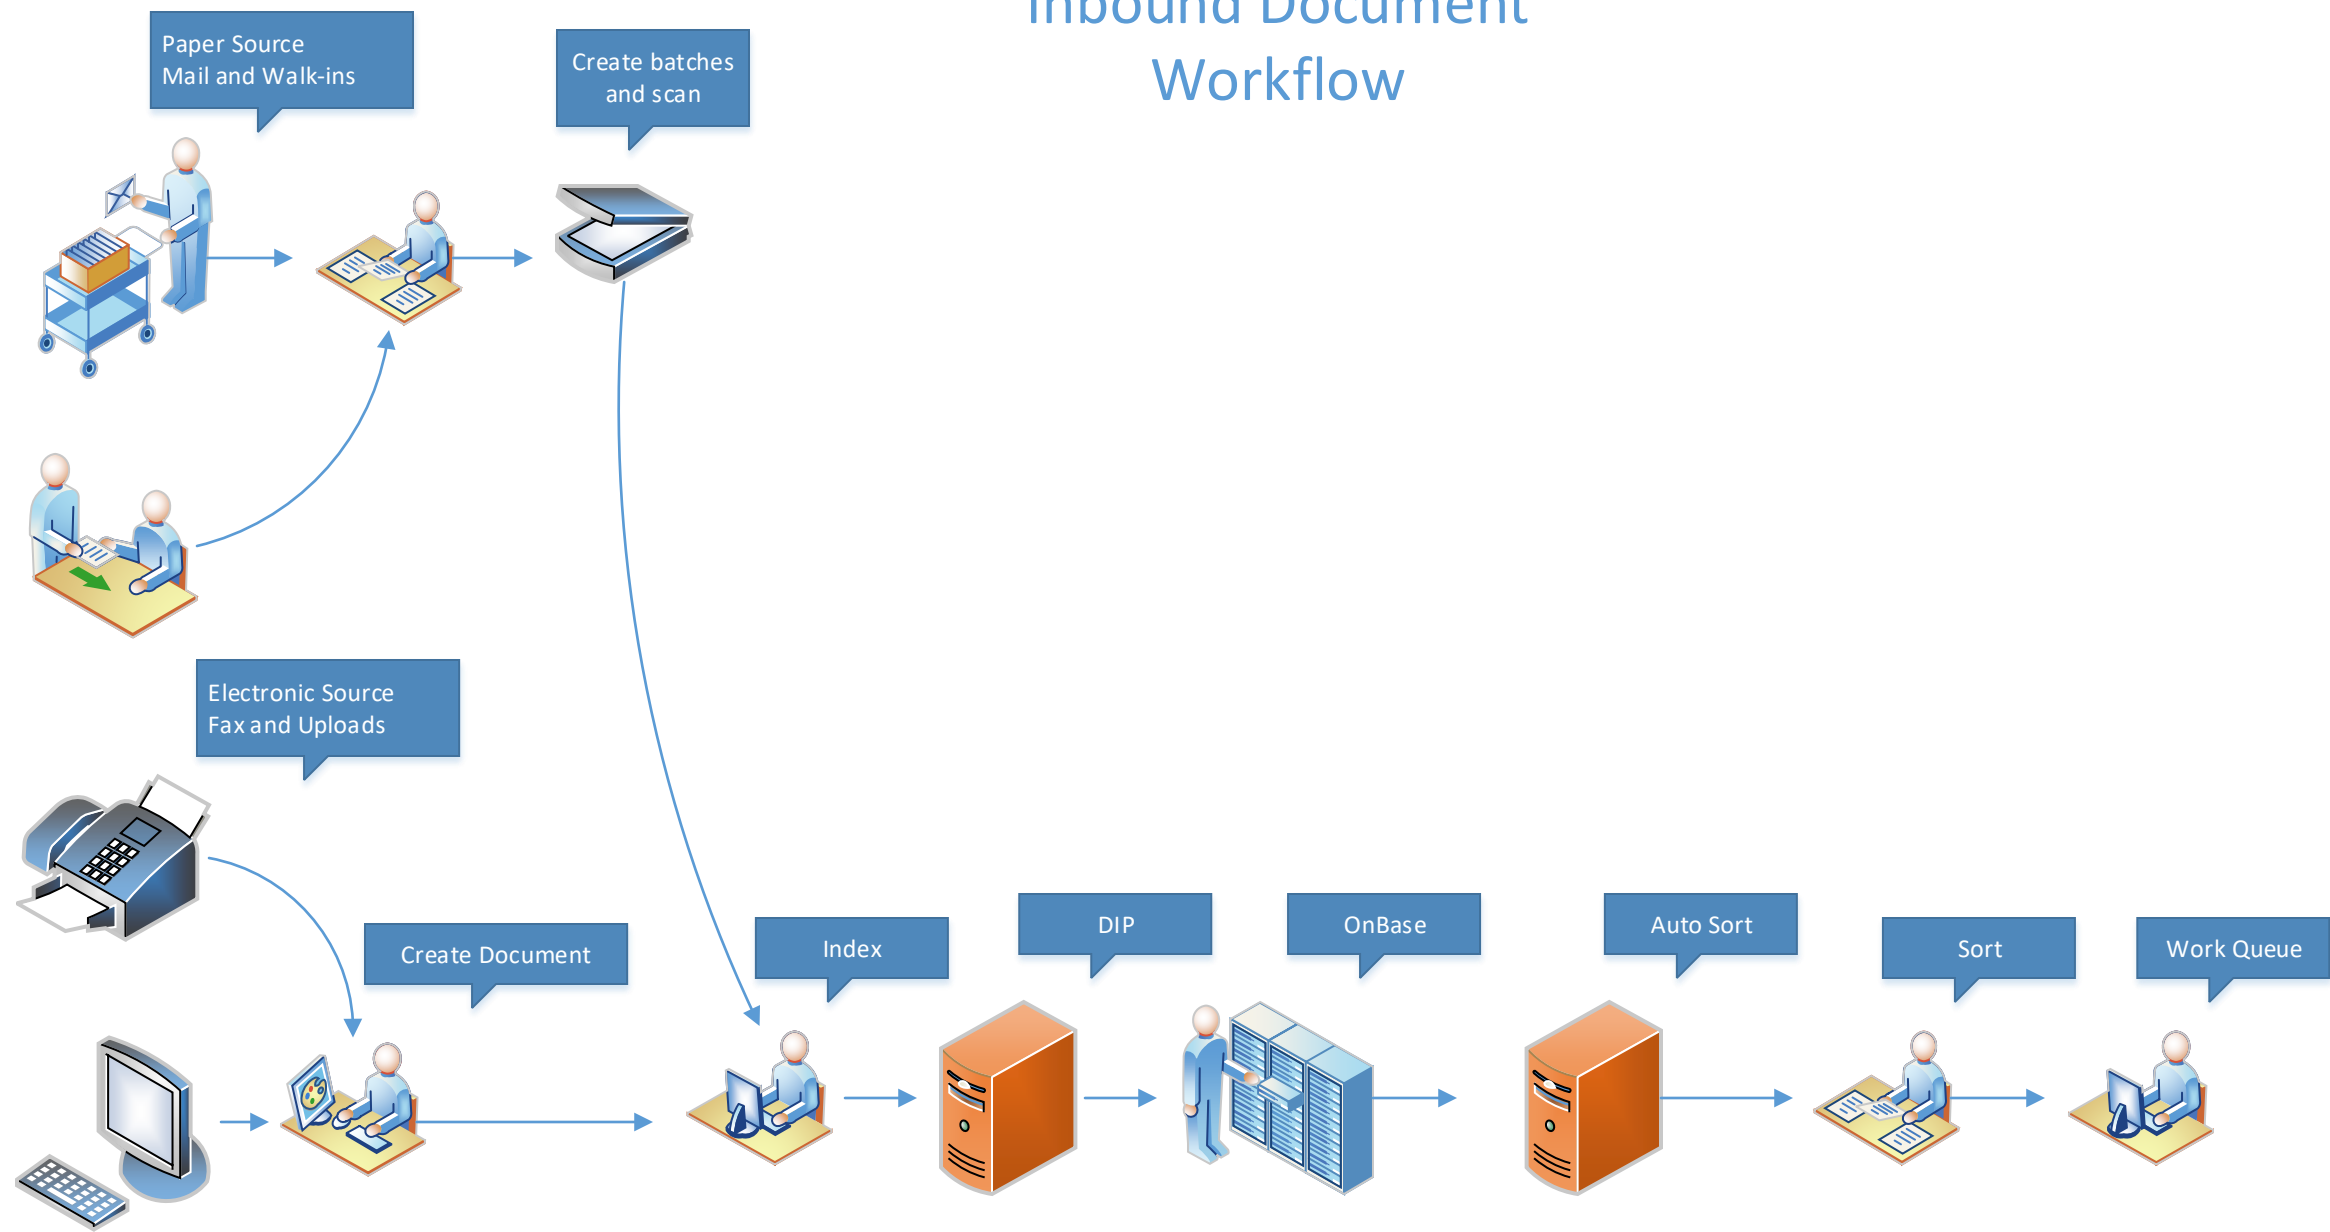 Inbound Document
Workflow
Paper Source
Mail and Walk-ins
Create batches
and scan
Electronic Source
Fax and Uploads
Create Document
Index
DIP
OnBase
Auto Sort
Sort
Work Queue